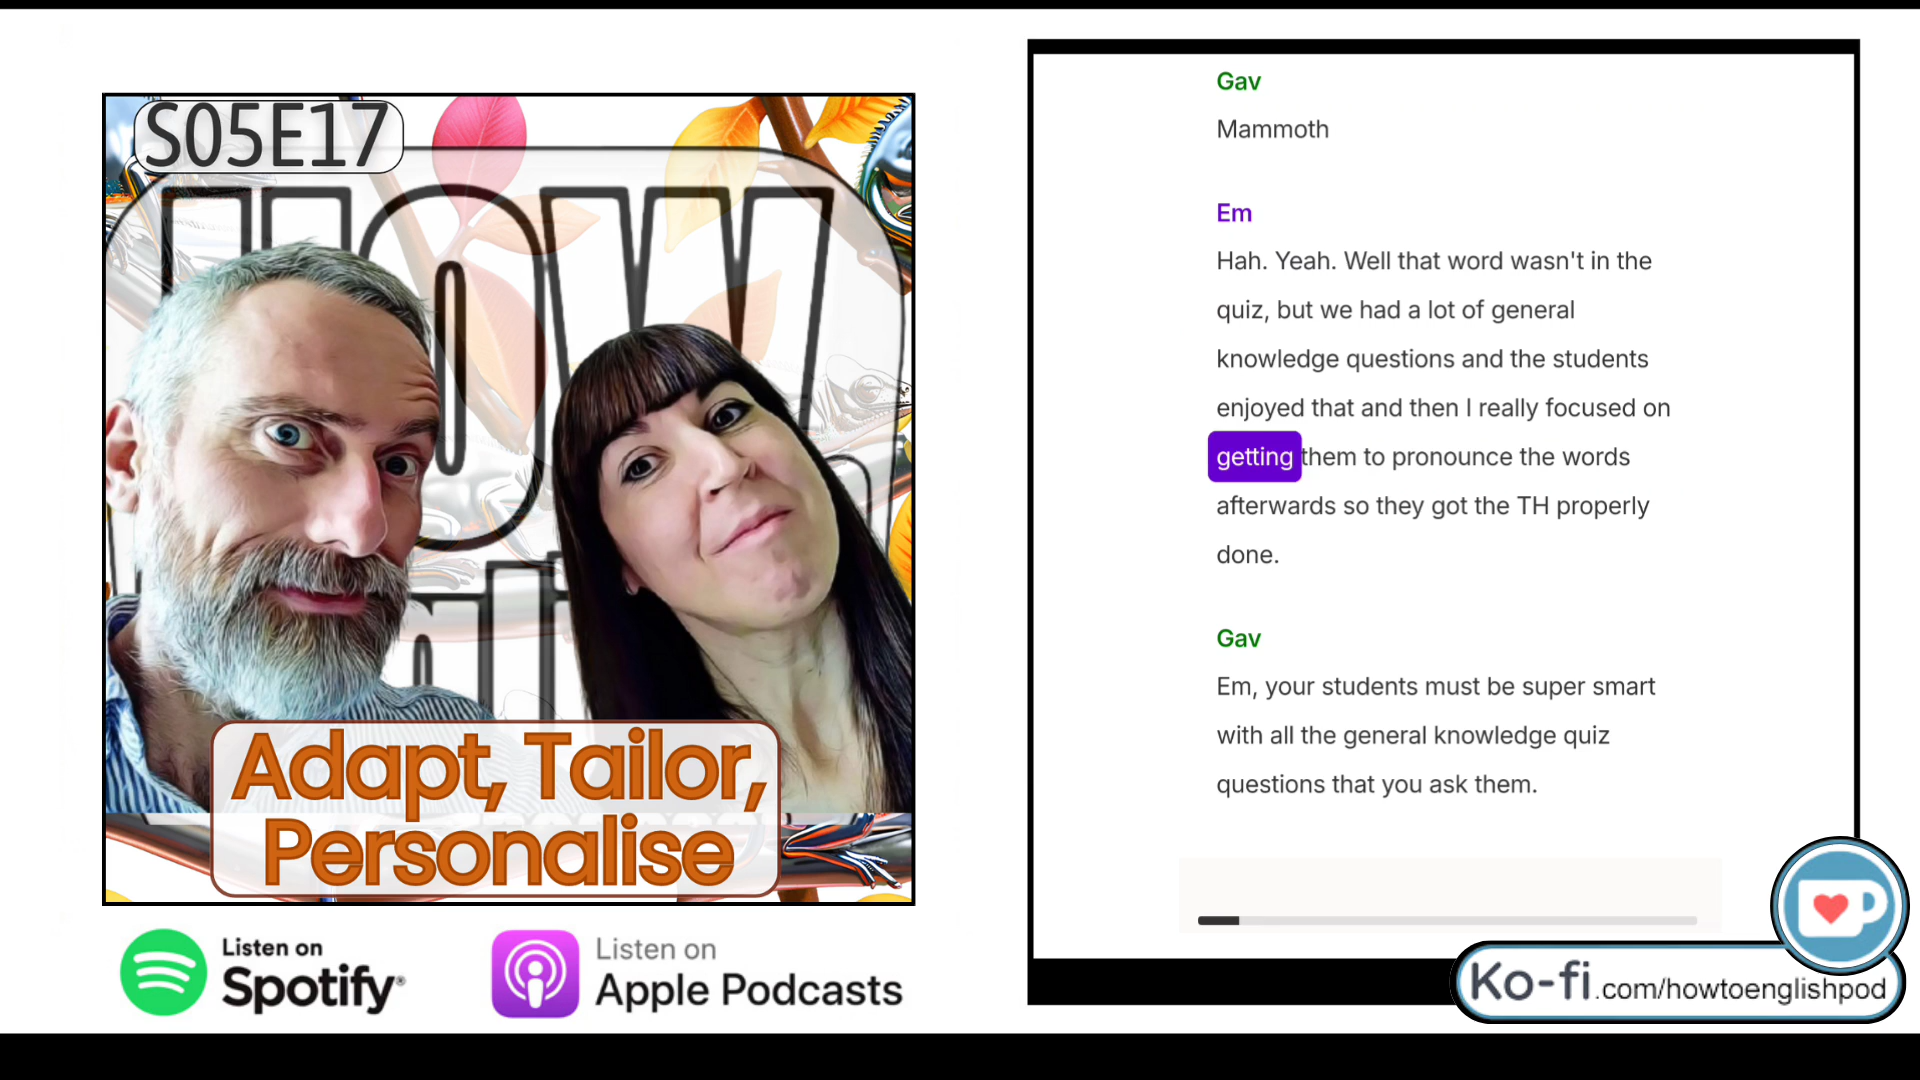 S05E17
HOW
Adapt, Tailor,
Personalise
Listen on
Spotify®
Listen on
Apple Podcasts
Gav
Mammoth
Em
Hah. Yeah. Well that word wasn't in the
quiz, but we had a lot of general
knowledge questions and the students
enjoyed that and then I really focused on
getting them to pronounce the words
afterwards so they got the TH properly
done.
Gav
Em, your students must be super smart
with all the general knowledge quiz
questions that you ask them.
Ko-fi.com/howtoenglishpod